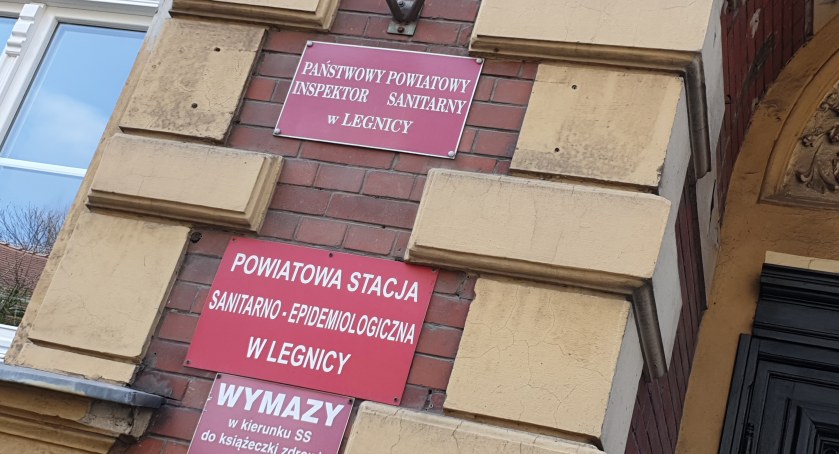 PAŃSTWOWY POWIATOWY
INSPEKTOR SANITARNY
w LEGNICY
POWIATOWA STACJA
SANITARNO - EPIDEMIOLOGICZNA
W LEGNICY
WYMAZY
w kierunku SS
do książeczki